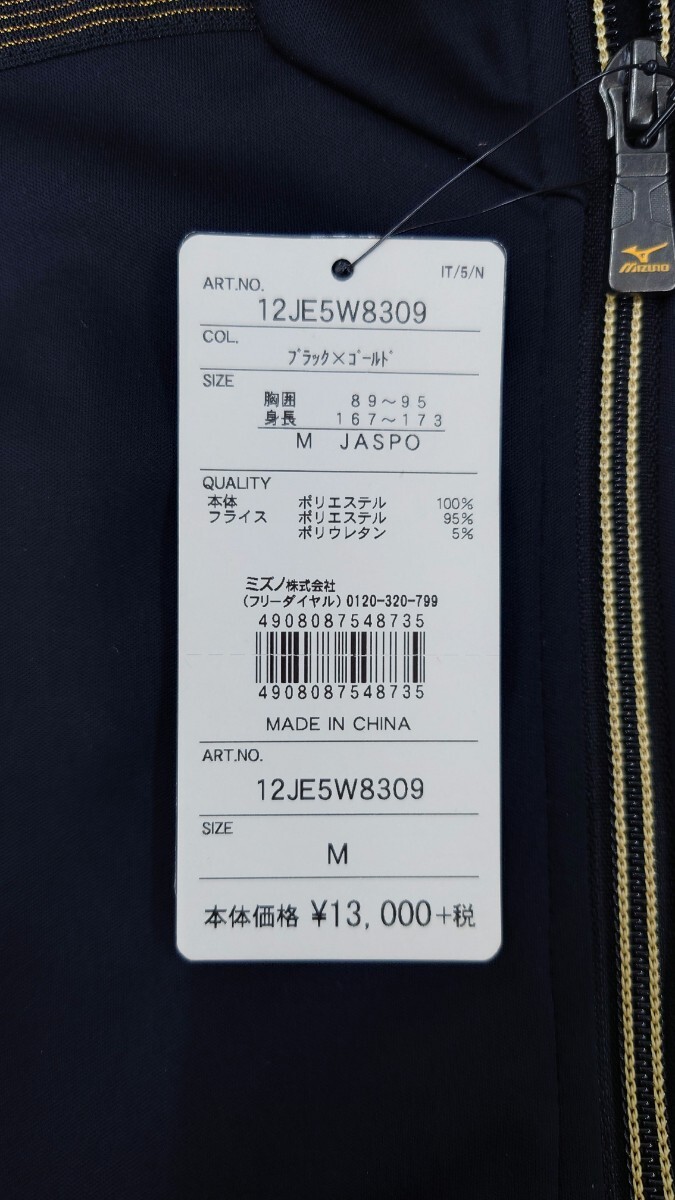 MIZUNO
IT/5/N
ART.NO.
12JE5W8309
COL.
ﾌﾞﾗｯｸ×ｺﾞｰﾙﾄﾞ
SIZE
胸囲 89～95
身長 167～173
M JASPO
QUALITY
本体 ポリエステル 100%
フライス ポリエステル 95%
ポリウレタン 5%
ミズノ株式会社
(フリーダイヤル) 0120-320-799
4908087548735
4908087548735
MADE IN CHINA
ART.NO.
12JE5W8309
SIZE
M
本体価格 ¥13,000+税